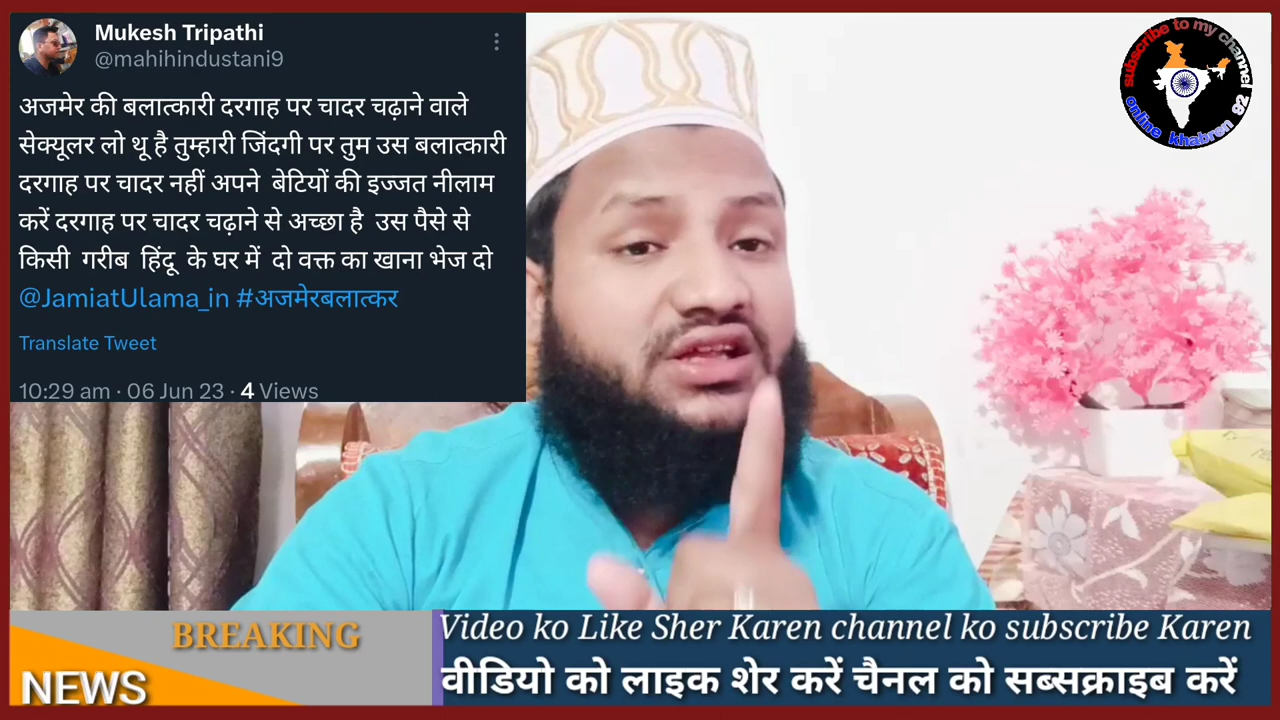 Mukesh Tripathi
@mahihindustani9
अजमेर की बलात्कारी दरगाह पर चादर चढ़ाने वाले
सेक्यूलर लो थू है तुम्हारी जिंदगी पर तुम उस बलात्कारी
दरगाह पर चादर नहीं अपने बेटियों की इज्जत नीलाम
करें दरगाह पर चादर चढ़ाने से अच्छा है उस पैसे से
किसी गरीब हिंदू के घर में दो वक्त का खाना भेज दो
@JamiatUlama_in #अजमेरबलात्कर
Translate Tweet
10:29 am · 06 Jun 23 · 4 Views
subscribe to my channel
online khabren 82
BREAKING
NEWS
Video ko Like Sher Karen channel ko subscribe Karen
वीडियो को लाइक शेर करें चैनल को सब्सक्राइब करें